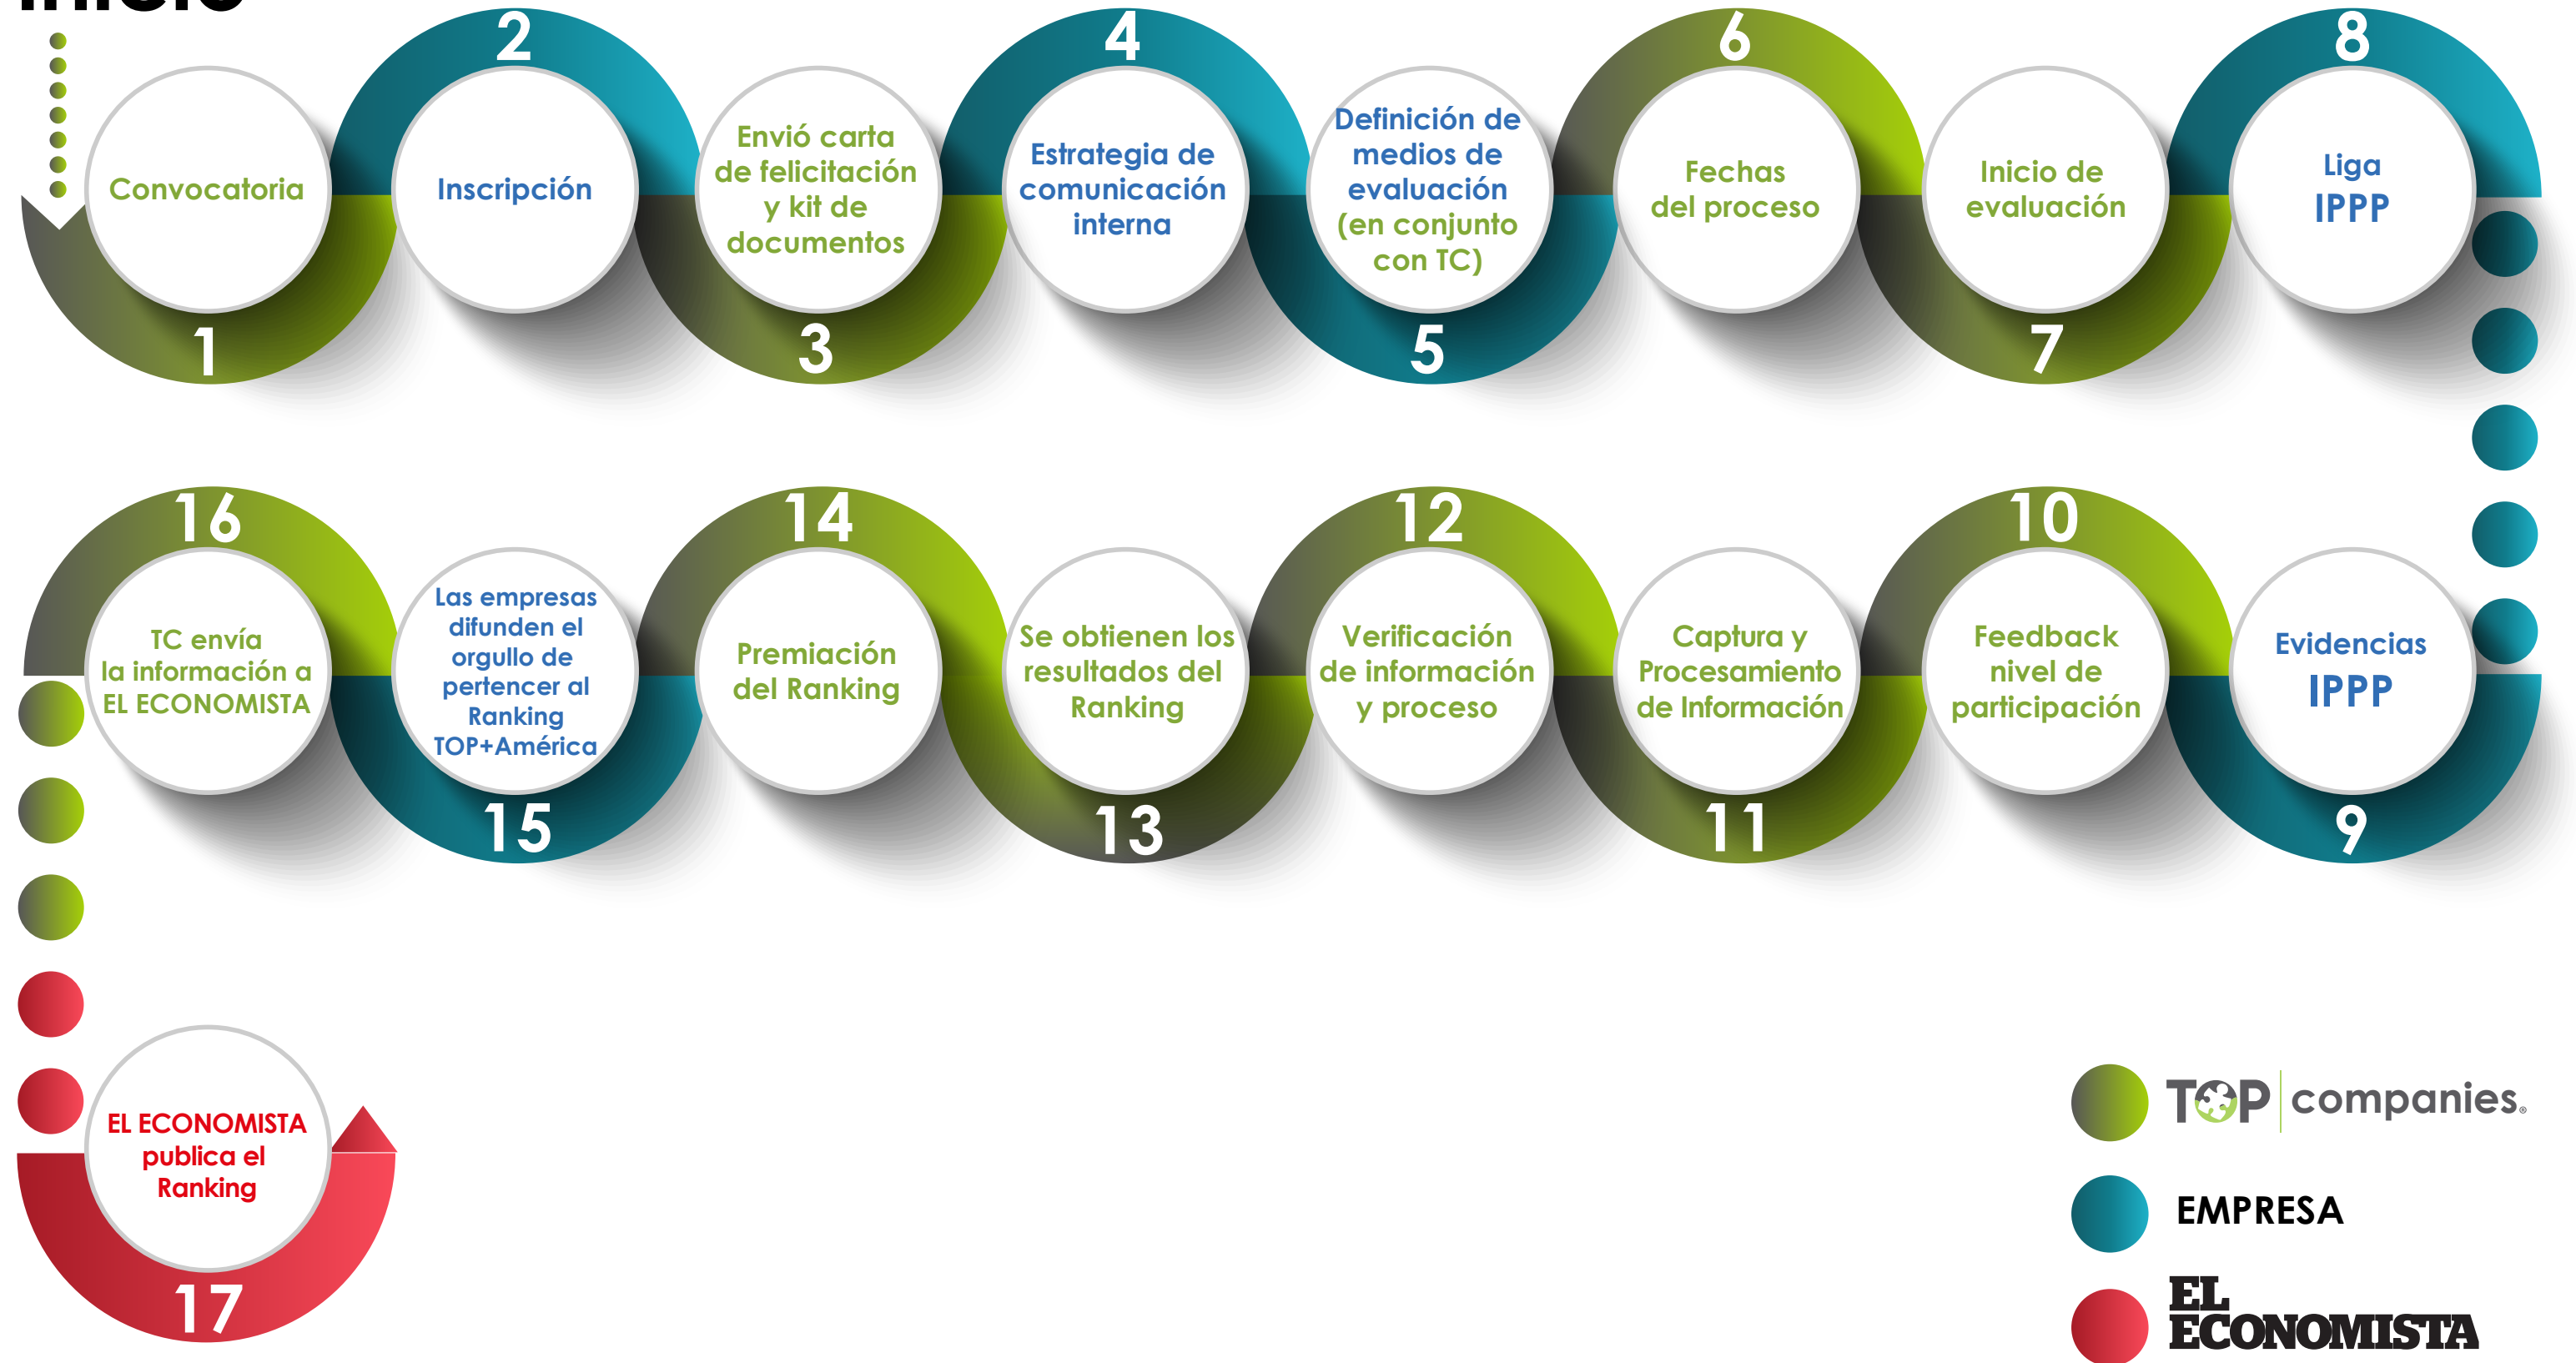 Inicio
2
4
6
8
Convocatoria
Inscripción
Envió carta
de felicitación
y kit de
documentos
Estrategia de
comunicación
interna
Definición de
medios de
evaluación
(en conjunto
con TC)
Fechas
del proceso
Inicio de
evaluación
Liga
IPPP
1
3
5
7
16
14
12
10
TC envía
la información a
EL ECONOMISTA
Las empresas
difunden el
orgullo de
pertencer al
Ranking
TOP+América
Premiación
del Ranking
Se obtienen los
resultados del
Ranking
Verificación
de información
y proceso
Captura y
Procesamiento
de Información
Feedback
nivel de
participación
Evidencias
IPPP
15
13
11
9
EL ECONOMISTA
publica el
Ranking
17
TOP companies®
EMPRESA
EL
ECONOMISTA